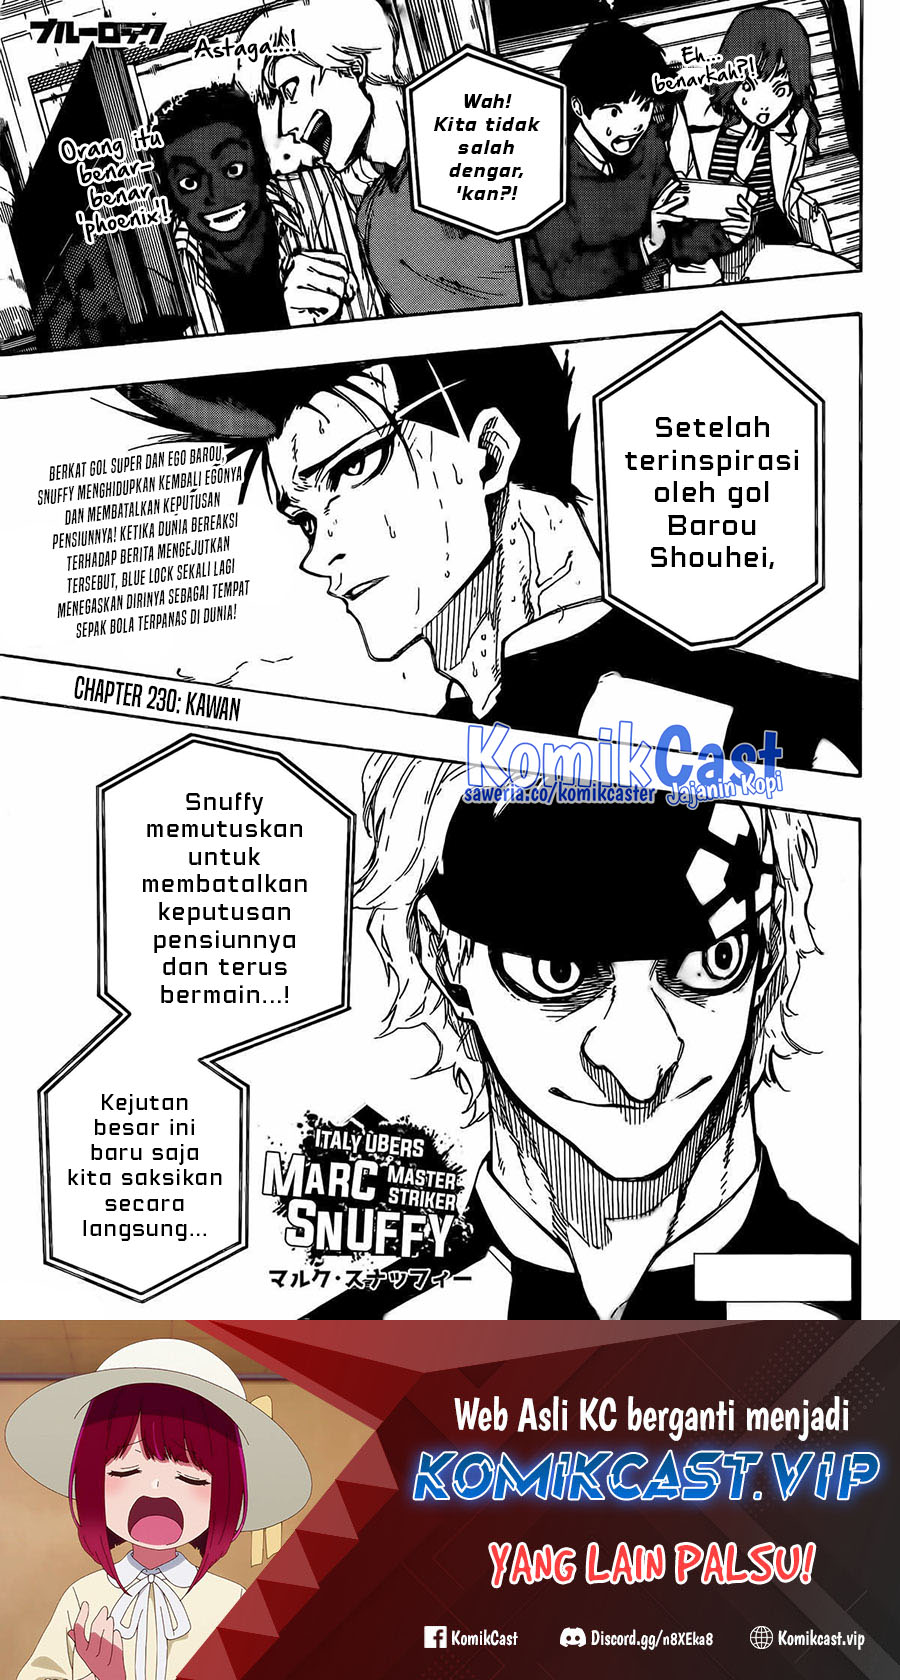 ブルーロック
Astaga...!
Orang itu
benar-
benar
'phoenix'!
Wah!
Kita tidak
salah
dengar,
'kan?!
Eh...
benarkah?!
Setelah
terinspirasi
oleh gol
Barou
Shouhei,
BERKAT GOL SUPER DAN EGO BAROU,
SNUFFY MENGHIDUPKAN KEMBALI EGONYA
DAN MEMBATALKAN KEPUTUSAN
PENSIUNNYA! KETIKA DUNIA BEREAKSI
TERHADAP BERITA MENGEJUTKAN
TERSEBUT, BLUE LOCK SEKALI LAGI
MENEGASKAN DIRINYA SEBAGAI TEMPAT
SEPAK BOLA TERPANAS DI DUNIA!
CHAPTER 230: KAWAN
KomikCast
saweria.co/komikcaster Jajanin Kopi
Snuffy
memutuskan
untuk
membatalkan
keputusan
pensiunnya
dan terus
bermain...!
Kejutan
besar ini
baru saja
kita saksikan
secara
langsung...
ITALY UBERS
MARC MASTER
STRIKER
SNUFFY
マルク・スナッフィー
Web Asli KC berganti menjadi
KOMIKCAST.VIP
YANG LAIN PALSU!
KomikCast
Discord.gg/n8XEka8
Komikcast.vip